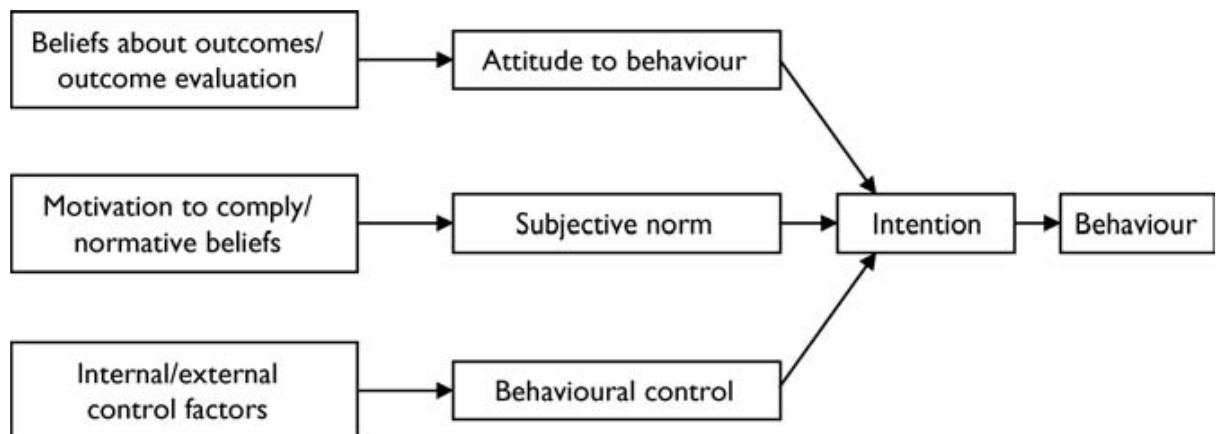 Beliefs about outcomes/
outcome evaluation
Attitude to behaviour
Motivation to comply/
normative beliefs
Subjective norm
Intention
Behaviour
Internal/external
control factors
Behavioural control